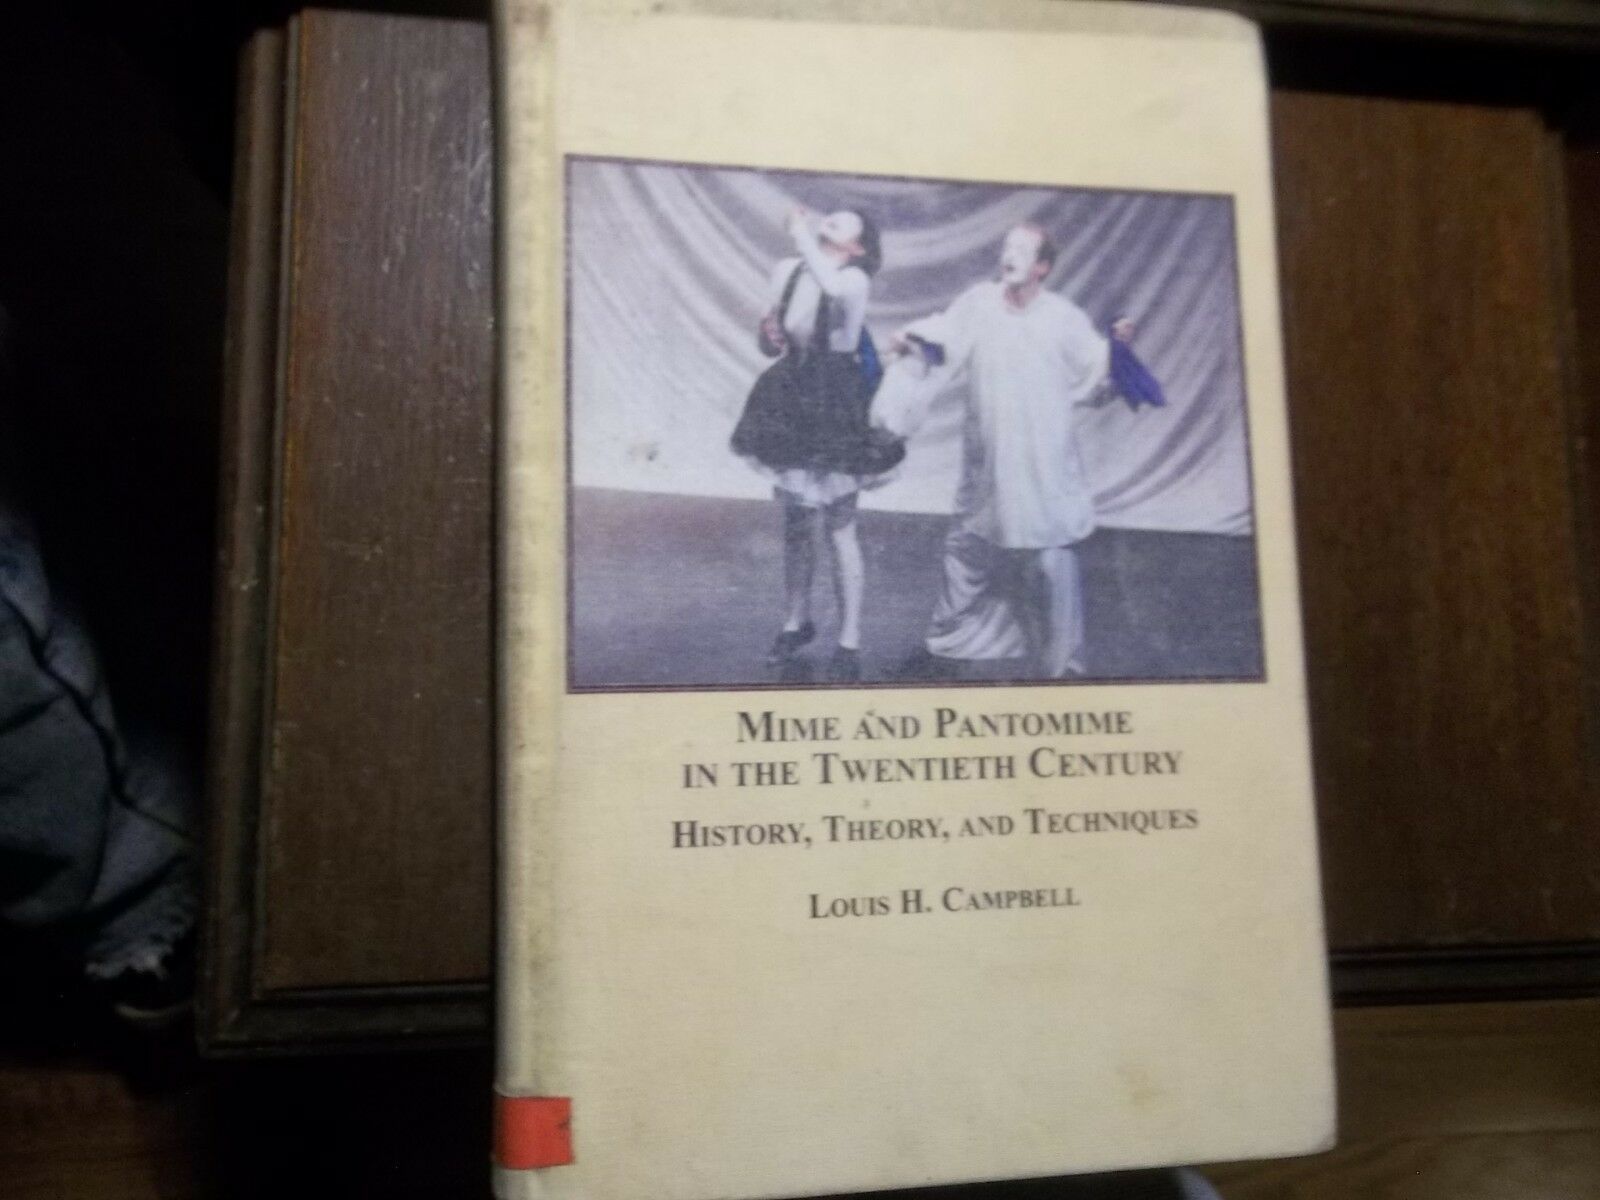 MIME AND PANTOMIME
IN THE TWENTIETH CENTURY
HISTORY, THEORY, AND TECHNIQUES
LOUIS H. CAMPBELL